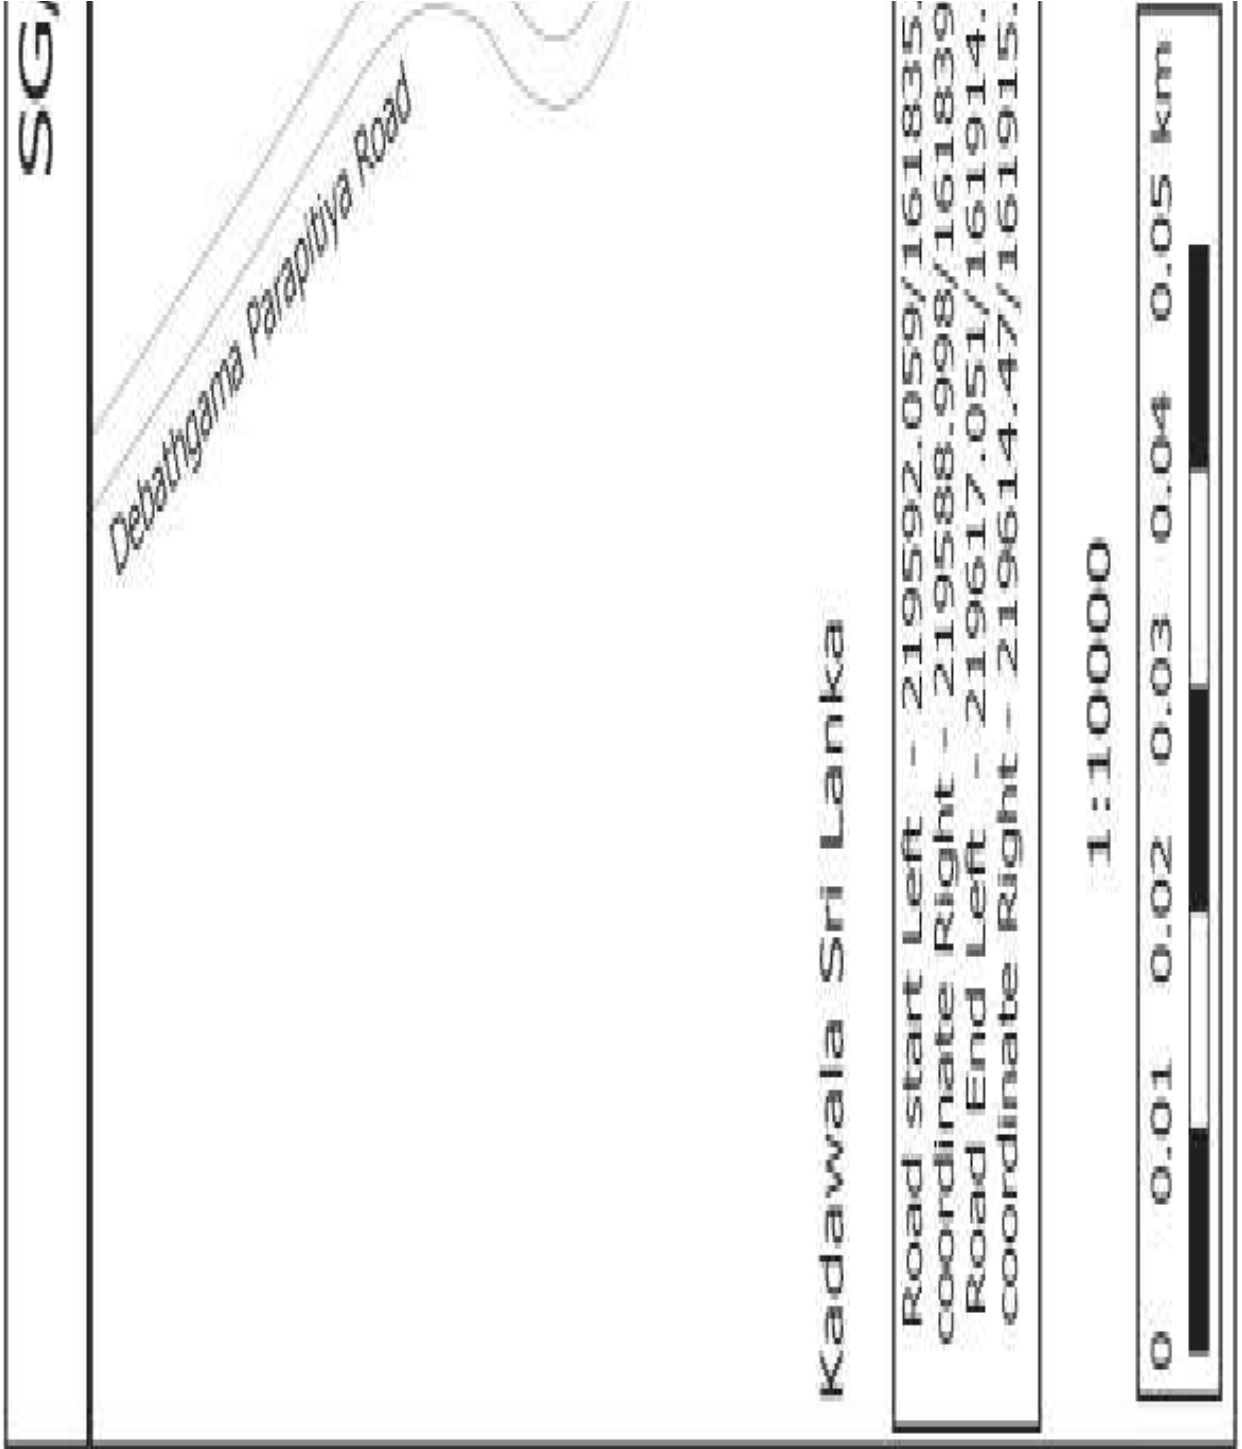 SG/
Debathgama Parapitiya Road
Kadawala Sri Lanka
Road start Left - 219592.059/161835.
coordinate Right - 219588.998/161839
Road End Left - 219617.051/161914.
coordinate Right - 219614.47/161915.
1:10000
0 0.01 0.02 0.03 0.04 0.05 km